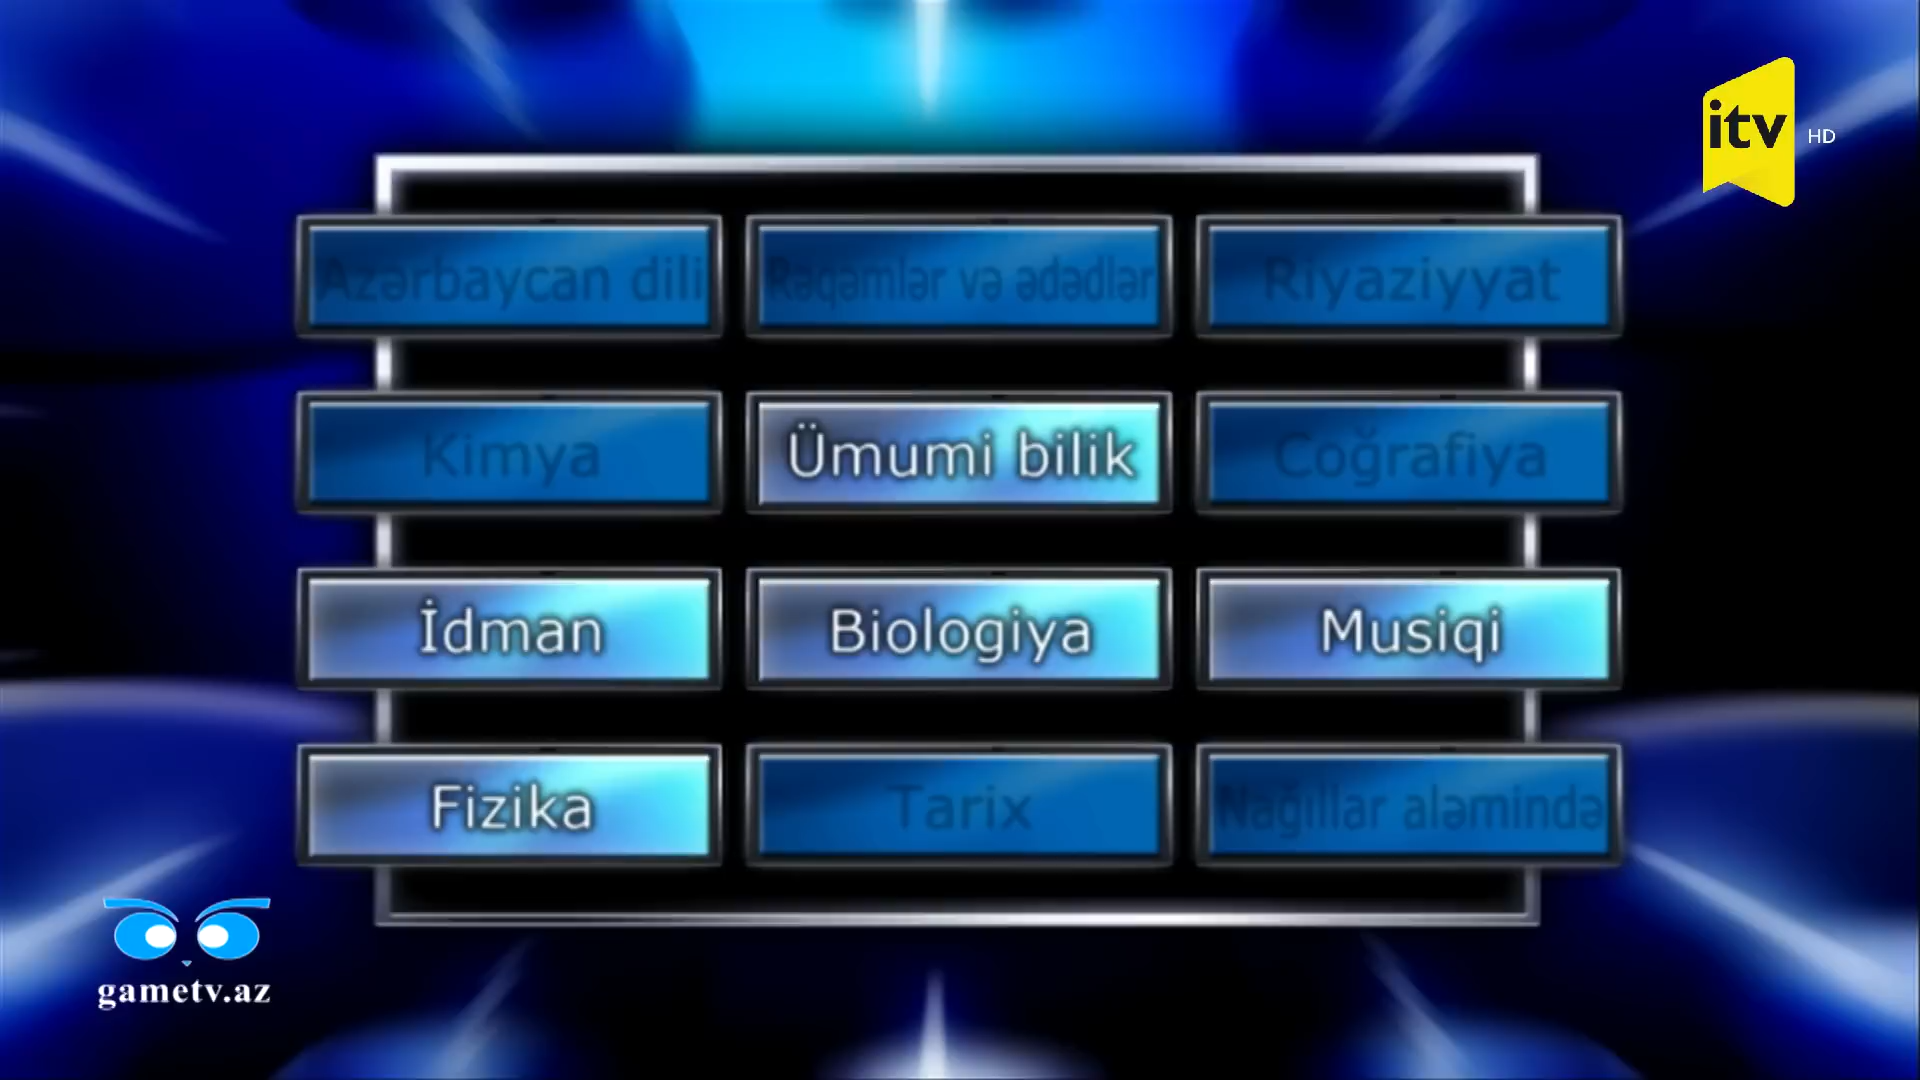 itv HD
Azərbaycan dili
Rəqəmlər və ədədlər
Riyaziyyat
Kimya
Ümumi bilik
Coğrafiya
İdman
Biologiya
Musiqi
Fizika
Tarix
Nağıllar aləmində
gametv.az